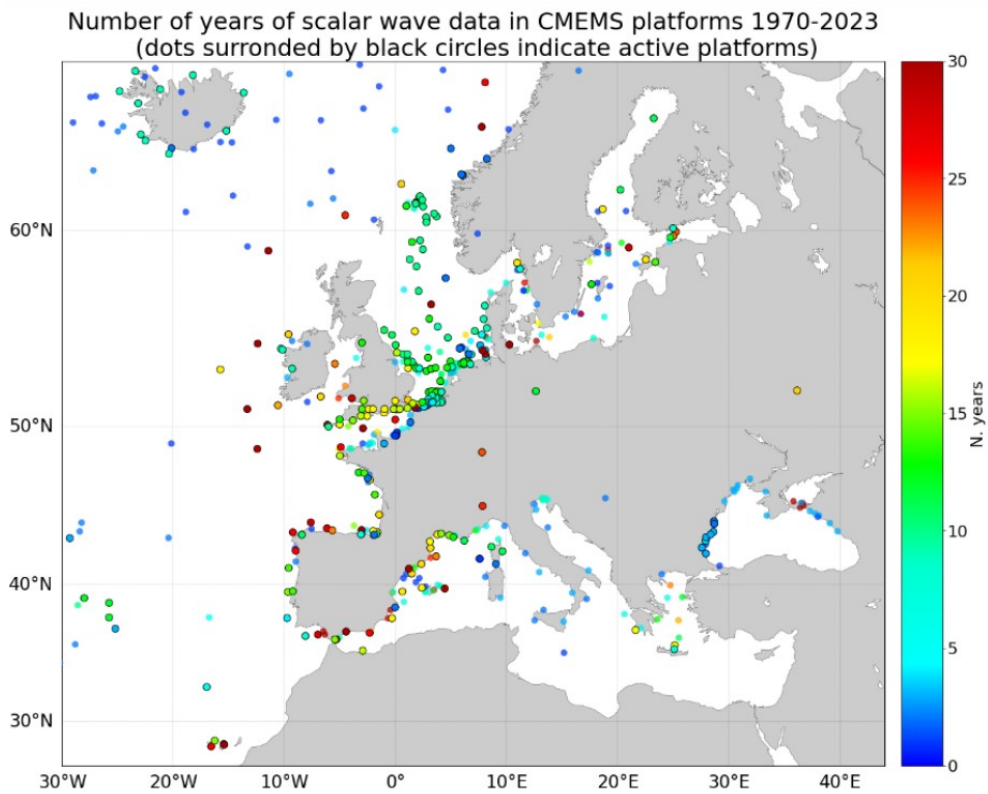 Number of years of scalar wave data in CMEMS platforms 1970-2023
(dots surronded by black circles indicate active platforms)
30
25
60°N
20
50°N
N. years
15
10
40°N
5
30°N
0
30°W 20°W 10°W 0° 10°E 20°E 30°E 40°E